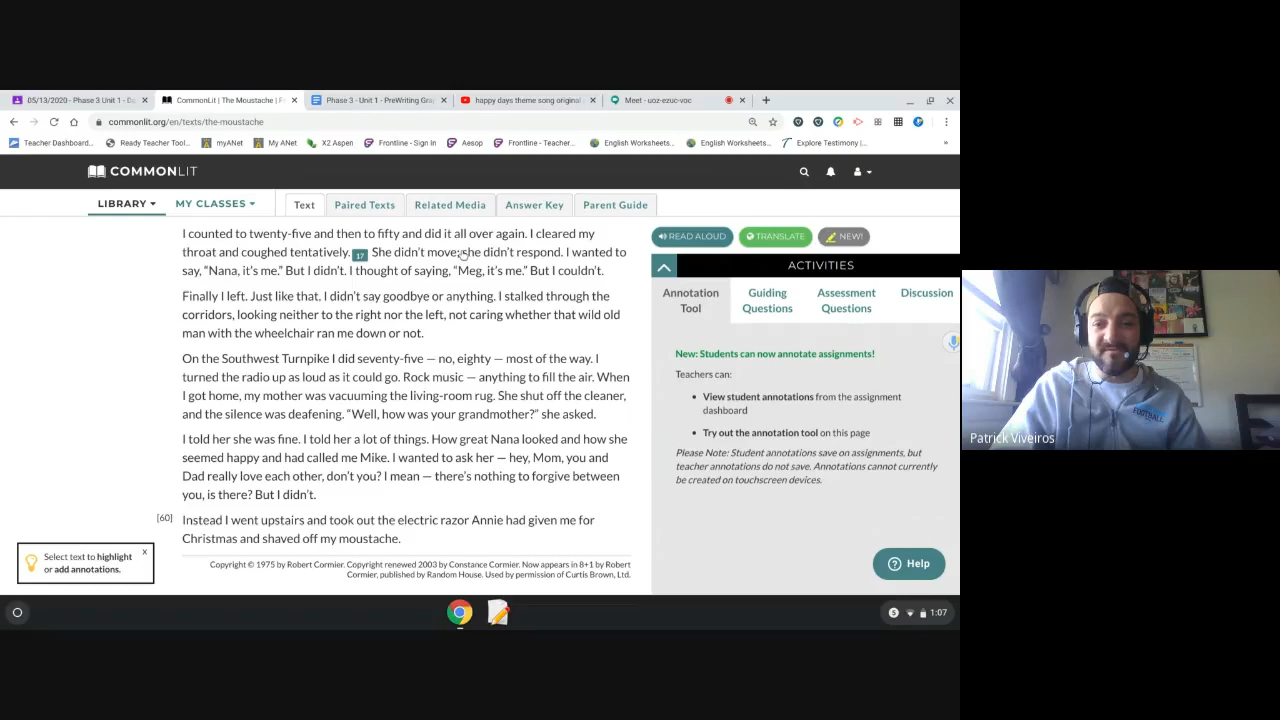 05/13/2020 - Phase 3 Unit 1 - Da
CommonLit | The Moustache | F
Phase 3 - Unit 1 - PreWriting Gra
happy days theme song original
Meet - uoz-ezuc-voc
commonlit.org/en/texts/the-moustache
Teacher Dashboard...
Ready Teacher Tool...
myANet
My ANet
X2 Aspen
Frontline - Sign In
Aesop
Frontline - Teacher...
English Worksheets...
English Worksheets...
Explore Testimony i...
COMMONLIT
LIBRARY
MY CLASSES
Text
Paired Texts
Related Media
Answer Key
Parent Guide
I counted to twenty-five and then to fifty and did it all over again. I cleared my
throat and coughed tentatively. 17 She didn't move; she didn't respond. I wanted to
say, “Nana, it's me.” But I didn't. I thought of saying, “Meg, it's me.” But I couldn't.
Finally I left. Just like that. I didn't say goodbye or anything. I stalked through the
corridors, looking neither to the right nor the left, not caring whether that wild old
man with the wheelchair ran me down or not.
On the Southwest Turnpike I did seventy-five — no, eighty — most of the way. I
turned the radio up as loud as it could go. Rock music — anything to fill the air. When
I got home, my mother was vacuuming the living-room rug. She shut off the cleaner,
and the silence was deafening. “Well, how was your grandmother?” she asked.
I told her she was fine. I told her a lot of things. How great Nana looked and how she
seemed happy and had called me Mike. I wanted to ask her — hey, Mom, you and
Dad really love each other, don't you? I mean — there's nothing to forgive between
you, is there? But I didn't.
[60] Instead I went upstairs and took out the electric razor Annie had given me for
Christmas and shaved off my moustache.
Copyright © 1975 by Robert Cormier. Copyright renewed 2003 by Constance Cormier. Now appears in 8+1 by Robert
Cormier, published by Random House. Used by permission of Curtis Brown, Ltd.
Select text to highlight
or add annotations.
X
READ ALOUD
TRANSLATE
NEW!
ACTIVITIES
Annotation
Tool
Guiding
Questions
Assessment
Questions
Discussion
New: Students can now annotate assignments!
Teachers can:
• View student annotations from the assignment
dashboard
• Try out the annotation tool on this page
Please Note: Student annotations save on assignments, but
teacher annotations do not save. Annotations cannot currently
be created on touchscreen devices.
Help
5
1:07
FOOTBALL
Patrick Viveiros